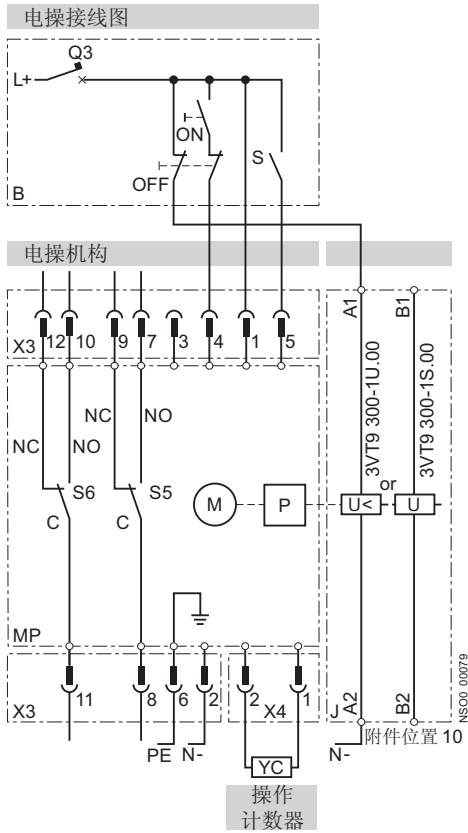 电操接线图
Q3
L+
ON
OFF
S
B
电操机构
X3
12 10 9 7 3 4 1 5
A1
B1
3VT9 300-1U.00
3VT9 300-1S.00
NC
NO
NC
NO
S6
S5
C
C
M
P
or
U<
U
MP
X3
11 8 6 2
2 1
X4
J
A2
B2
NSO0 00079
附件位置 10
PE
N-
N-
YC
操作
计数器